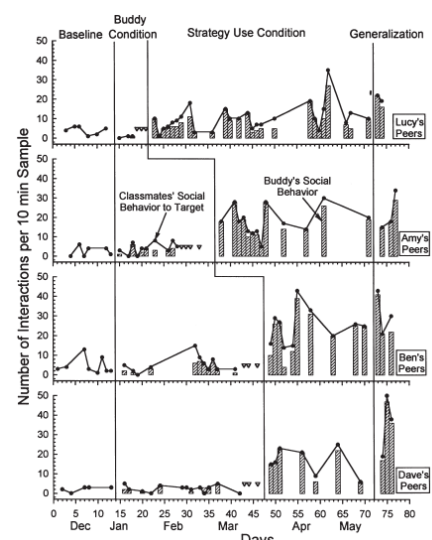 Baseline
Buddy
Condition
Strategy Use Condition
Generalization
50
40
30
20
10
0
Lucy's
Peers
50
40
30
20
10
0
Classmates' Social
Behavior to Target
Buddy's Social
Behavior
Amy's
Peers
50
40
30
20
10
0
Ben's
Peers
50
40
30
20
10
0
Dave's
Peers
Number of Interactions per 10 min Sample
0 5 10 15 20 25 30 35 40 45 50 55 60 65 70 75 80
Dec Jan Feb Mar Apr May
Days